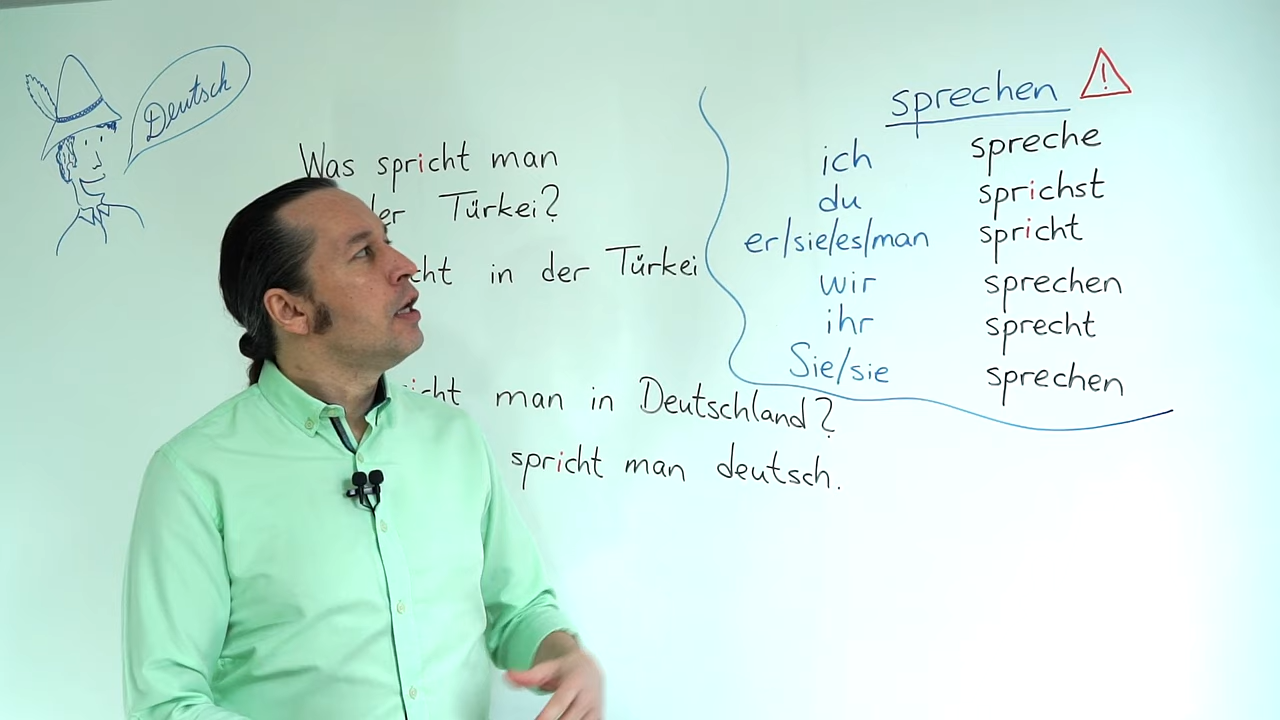 Deutsch
Was spricht man
der Türkei?
in der Türkei
man in Deutschland?
spricht man deutsch.
sprechen
ich spreche
du sprichst
er/sie/es/man spricht
wir sprechen
ihr sprecht
Sie/sie sprechen